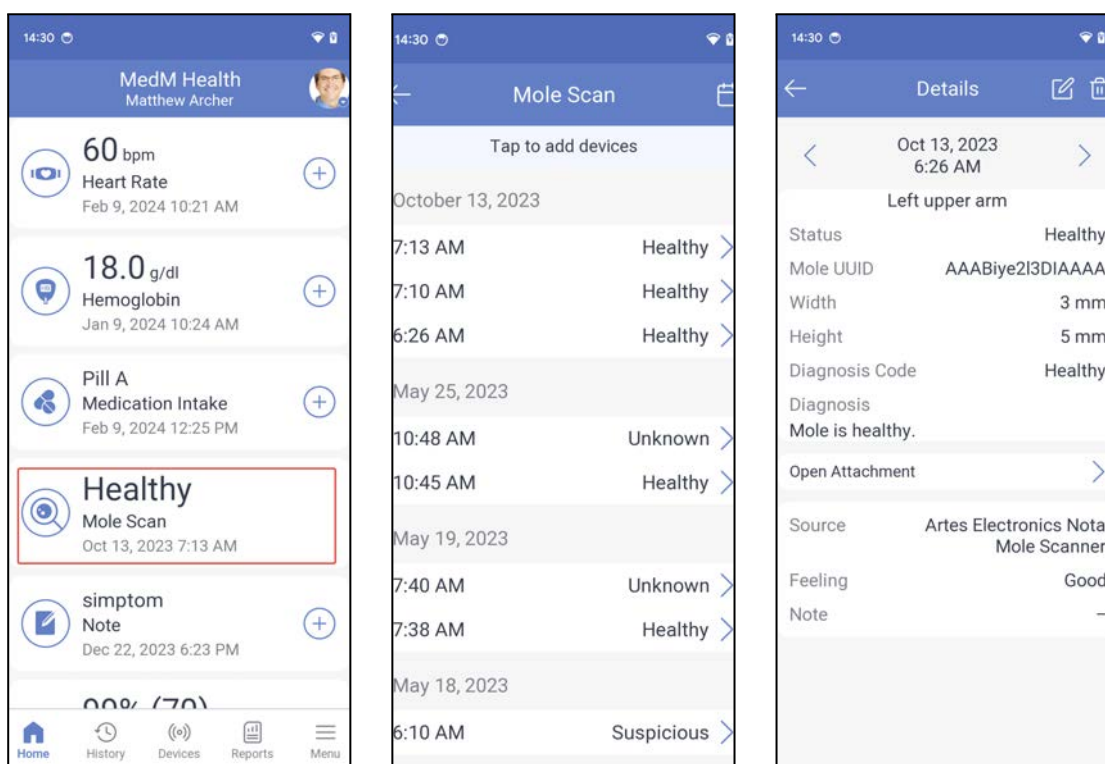 14:30
MedM Health
Matthew Archer
60 bpm
Heart Rate
Feb 9, 2024 10:21 AM
18.0 g/dl
Hemoglobin
Jan 9, 2024 10:24 AM
Pill A
Medication Intake
Feb 9, 2024 12:25 PM
Healthy
Mole Scan
Oct 13, 2023 7:13 AM
simptom
Note
Dec 22, 2023 6:23 PM
Home History Devices Reports Menu
14:30
Mole Scan
Tap to add devices
October 13, 2023
7:13 AM Healthy
7:10 AM Healthy
6:26 AM Healthy
May 25, 2023
10:48 AM Unknown
10:45 AM Healthy
May 19, 2023
7:40 AM Unknown
7:38 AM Healthy
May 18, 2023
6:10 AM Suspicious
14:30
Details
Oct 13, 2023
6:26 AM
Left upper arm
Status Healthy
Mole UUID AAABiye2l3DIAAAA
Width 3 mm
Height 5 mm
Diagnosis Code Healthy
Diagnosis
Mole is healthy.
Open Attachment
Source Artes Electronics Nota
Mole Scanner
Feeling Good
Note –